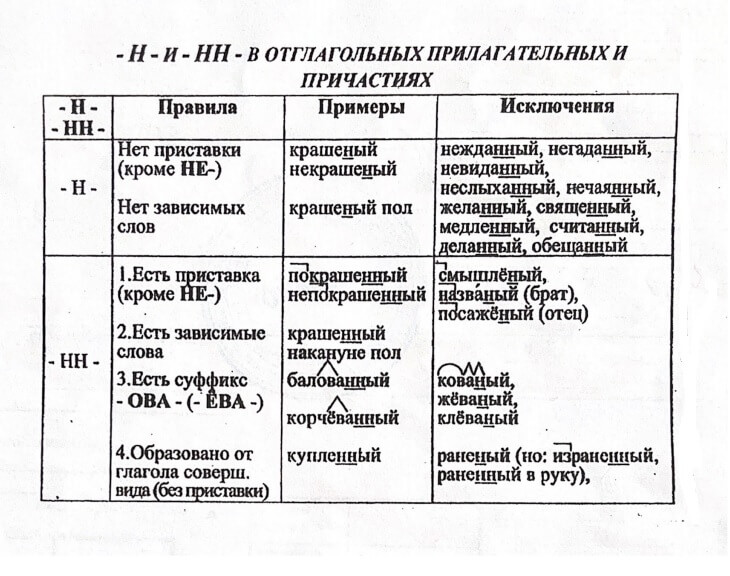 - Н - и - НН - В ОТГЛАГОЛЬНЫХ ПРИЛАГАТЕЛЬНЫХ И
ПРИЧАСТИЯХ
- Н -
- НН -
Правила
Примеры
Исключения
- Н -
Нет приставки
(кроме НЕ-)
Нет зависимых
слов
крашеный
некрашеный
крашеный пол
нежданный, негаданный,
невиданный,
неслыханный, нечаянный,
желанный, священный,
медленный, считанный,
деланный, обещанный
- НН -
1.Есть приставка
(кроме НЕ-)
2.Есть зависимые
слова
3.Есть суффикс
- ОВА - (- ЁВА -)
4.Образовано от
глагола соверш.
вида (без приставки)
покрашенный
непокрашенный
крашенный
накануне пол
балованный
корчёванный
купленный
смышлёный,
назва́ный (брат),
посажёный (отец)
кованый,
жёваный,
клёваный
раненый (но: израненный,
раненный в руку),